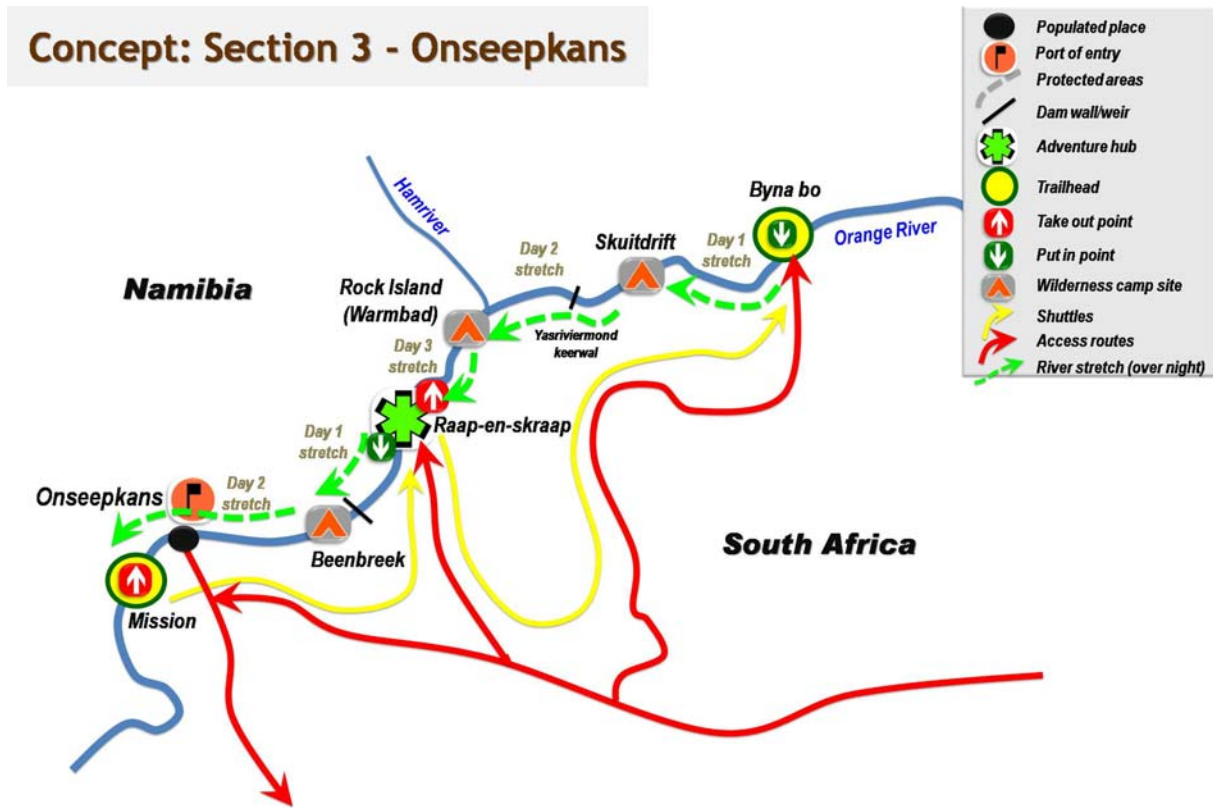 Concept: Section 3 - Onseepkans
Populated place
Port of entry
Protected areas
Dam wall/weir
Adventure hub
Trailhead
Take out point
Put in point
Wilderness camp site
Shuttles
Access routes
River stretch (over night)
Byna bo
Orange River
Hamriver
Skuitdrift
Day 1
stretch
Day 2
stretch
Namibia
Rock Island
(Warmbad)
Yasriviermond
keerwal
Day 3
stretch
Raap-en-skraap
Day 1
stretch
Onseepkans
Day 2
stretch
Beenbreek
South Africa
Mission